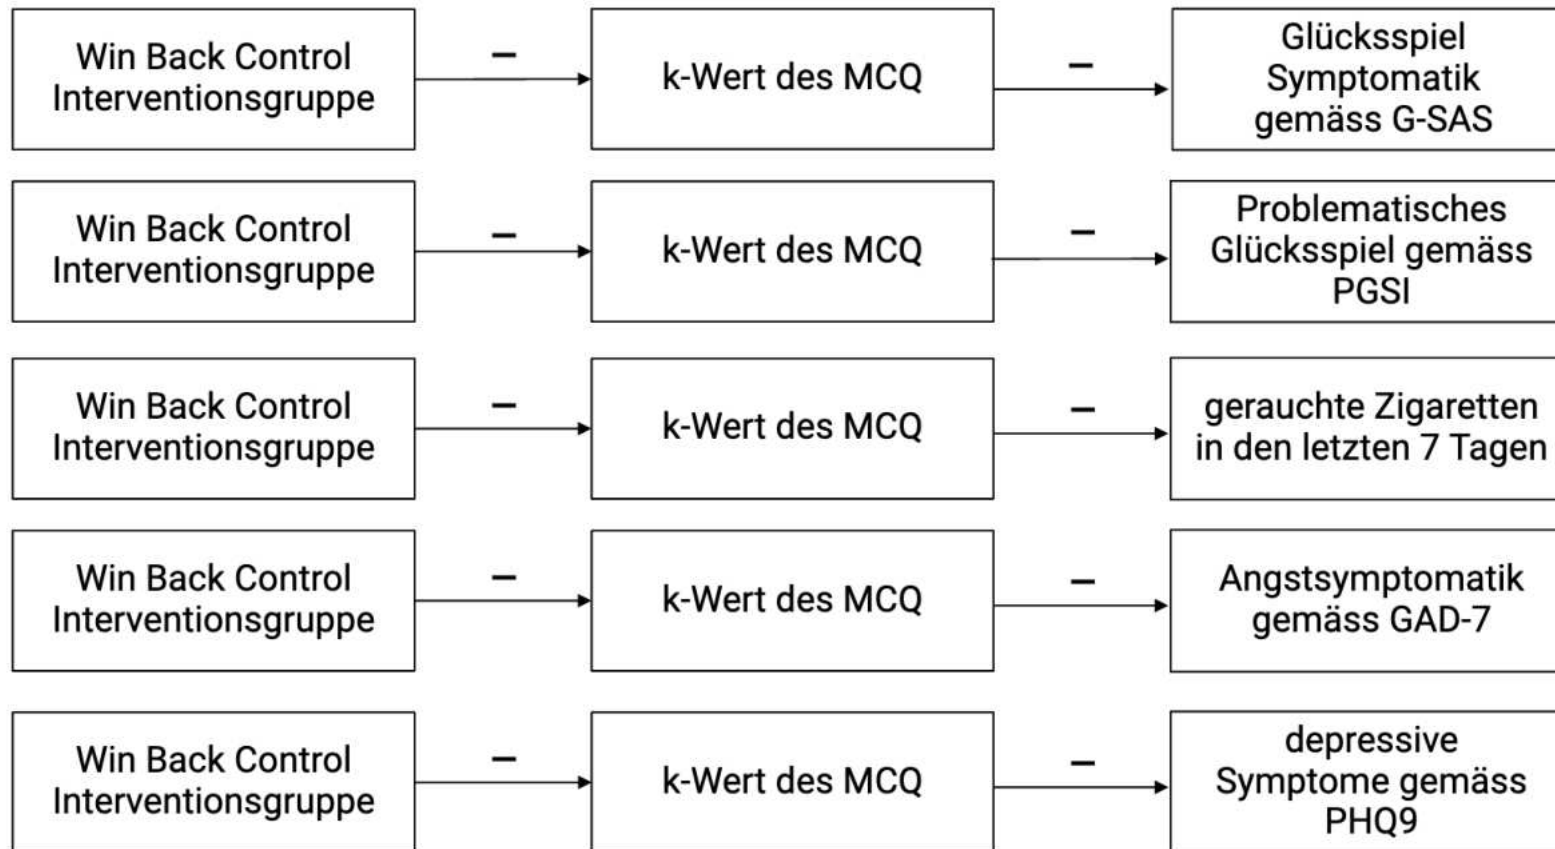 Win Back Control
Interventionsgruppe
–
k-Wert des MCQ
–
Glücksspiel
Symptomatik
gemäss G-SAS
Win Back Control
Interventionsgruppe
–
k-Wert des MCQ
–
Problematisches
Glücksspiel gemäss
PGSI
Win Back Control
Interventionsgruppe
–
k-Wert des MCQ
–
gerauchte Zigaretten
in den letzten 7 Tagen
Win Back Control
Interventionsgruppe
–
k-Wert des MCQ
–
Angstsymptomatik
gemäss GAD-7
Win Back Control
Interventionsgruppe
–
k-Wert des MCQ
–
depressive
Symptome gemäss
PHQ9